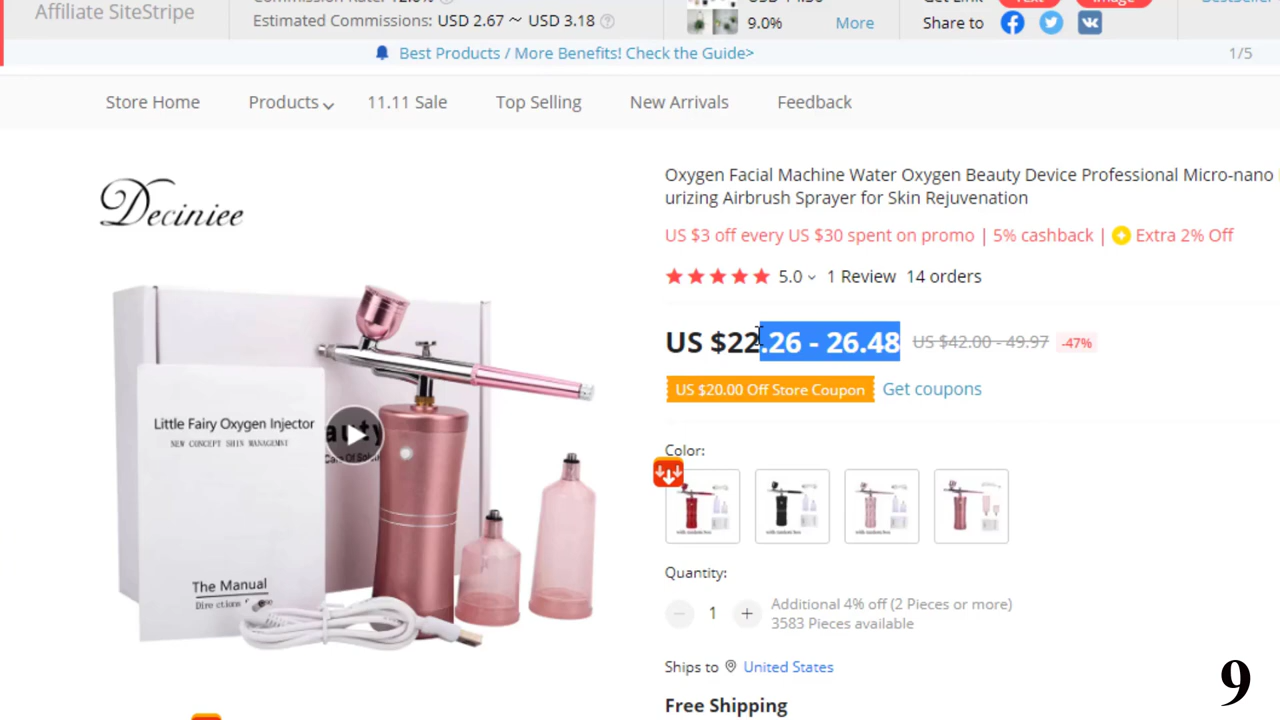 Affiliate SiteStripe
Estimated Commissions: USD 2.67 ~ USD 3.18
9.0%
More
Share to
Best Products / More Benefits! Check the Guide>
1/5
Store Home
Products
11.11 Sale
Top Selling
New Arrivals
Feedback
Deciniee
Little Fairy Oxygen Injector
NEW CONCEPT SKIN MANAGEMNT
The Manual
Directions
Oxygen Facial Machine Water Oxygen Beauty Device Professional Micro-nano
urizing Airbrush Sprayer for Skin Rejuvenation
US $3 off every US $30 spent on promo | 5% cashback | Extra 2% Off
5.0
1 Review
14 orders
US $22.26 - 26.48
US $42.00 - 49.97
-47%
US $20.00 Off Store Coupon
Get coupons
Color:
Quantity:
1
Additional 4% off (2 Pieces or more)
3583 Pieces available
Ships to United States
Free Shipping
9